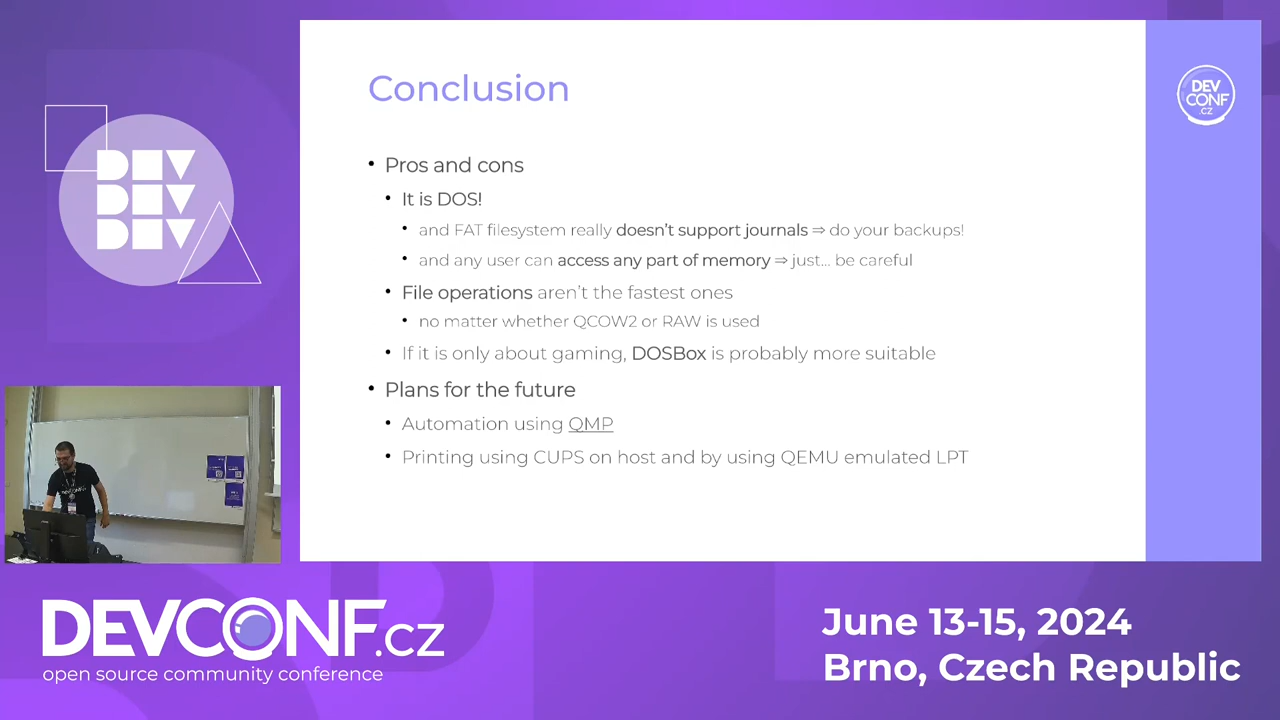 Conclusion
DEV
CONF
.cz
• Pros and cons
• It is DOS!
• and FAT filesystem really doesn't support journals ⇒ do your backups!
• and any user can access any part of memory ⇒ just... be careful
• File operations aren't the fastest ones
• no matter whether QCOW2 or RAW is used
• If it is only about gaming, DOSBox is probably more suitable
• Plans for the future
• Automation using QMP
• Printing using CUPS on host and by using QEMU emulated LPT
DEV
DEV
DEV
DEVCONF.cz
open source community conference
June 13-15, 2024
Brno, Czech Republic